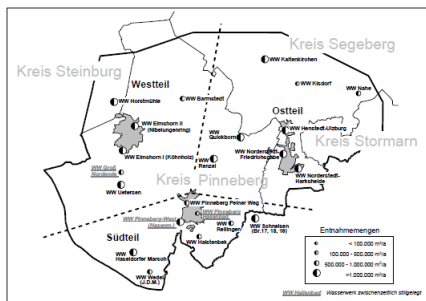 Kreis Segeberg
WW Kaltenkirchen
Kreis Steinburg
WW Kisdorf
Westteil
WW Nahe
WW Barmstedt
WW Horstmühle
Ostteil
WW Elmshorn II
(Nibelungenring)
WW Henstedt-Ulzburg
WW
Quickborn
Kreis Stormarn
WW Elmshorn I (Köhnholz)
WW Norderstedt-
Friedrichsgabe
WW
Renzel
WW Groß
Nordende
WW Norderstedt-
Harksheide
Kreis Pinneberg
WW Uetersen
WW Pinneberg Peiner Weg
WW Pinneberg
WW Pinneberg-West
WW Schnelsen
(Br.17, 18, 19)
WW
Rellingen
Südteil
WW Halstenbek
WW
Haseldorfer Marsch
WW Wedel
(J.D.M.)
Entnahmemengen
< 100.000 m³/a
100.000 - 500.000 m³/a
500.000 - 1.000.000 m³/a
>1.000.000 m³/a
WW Haltenbad Wasserwerk zwischenzeitlich stillgelegt